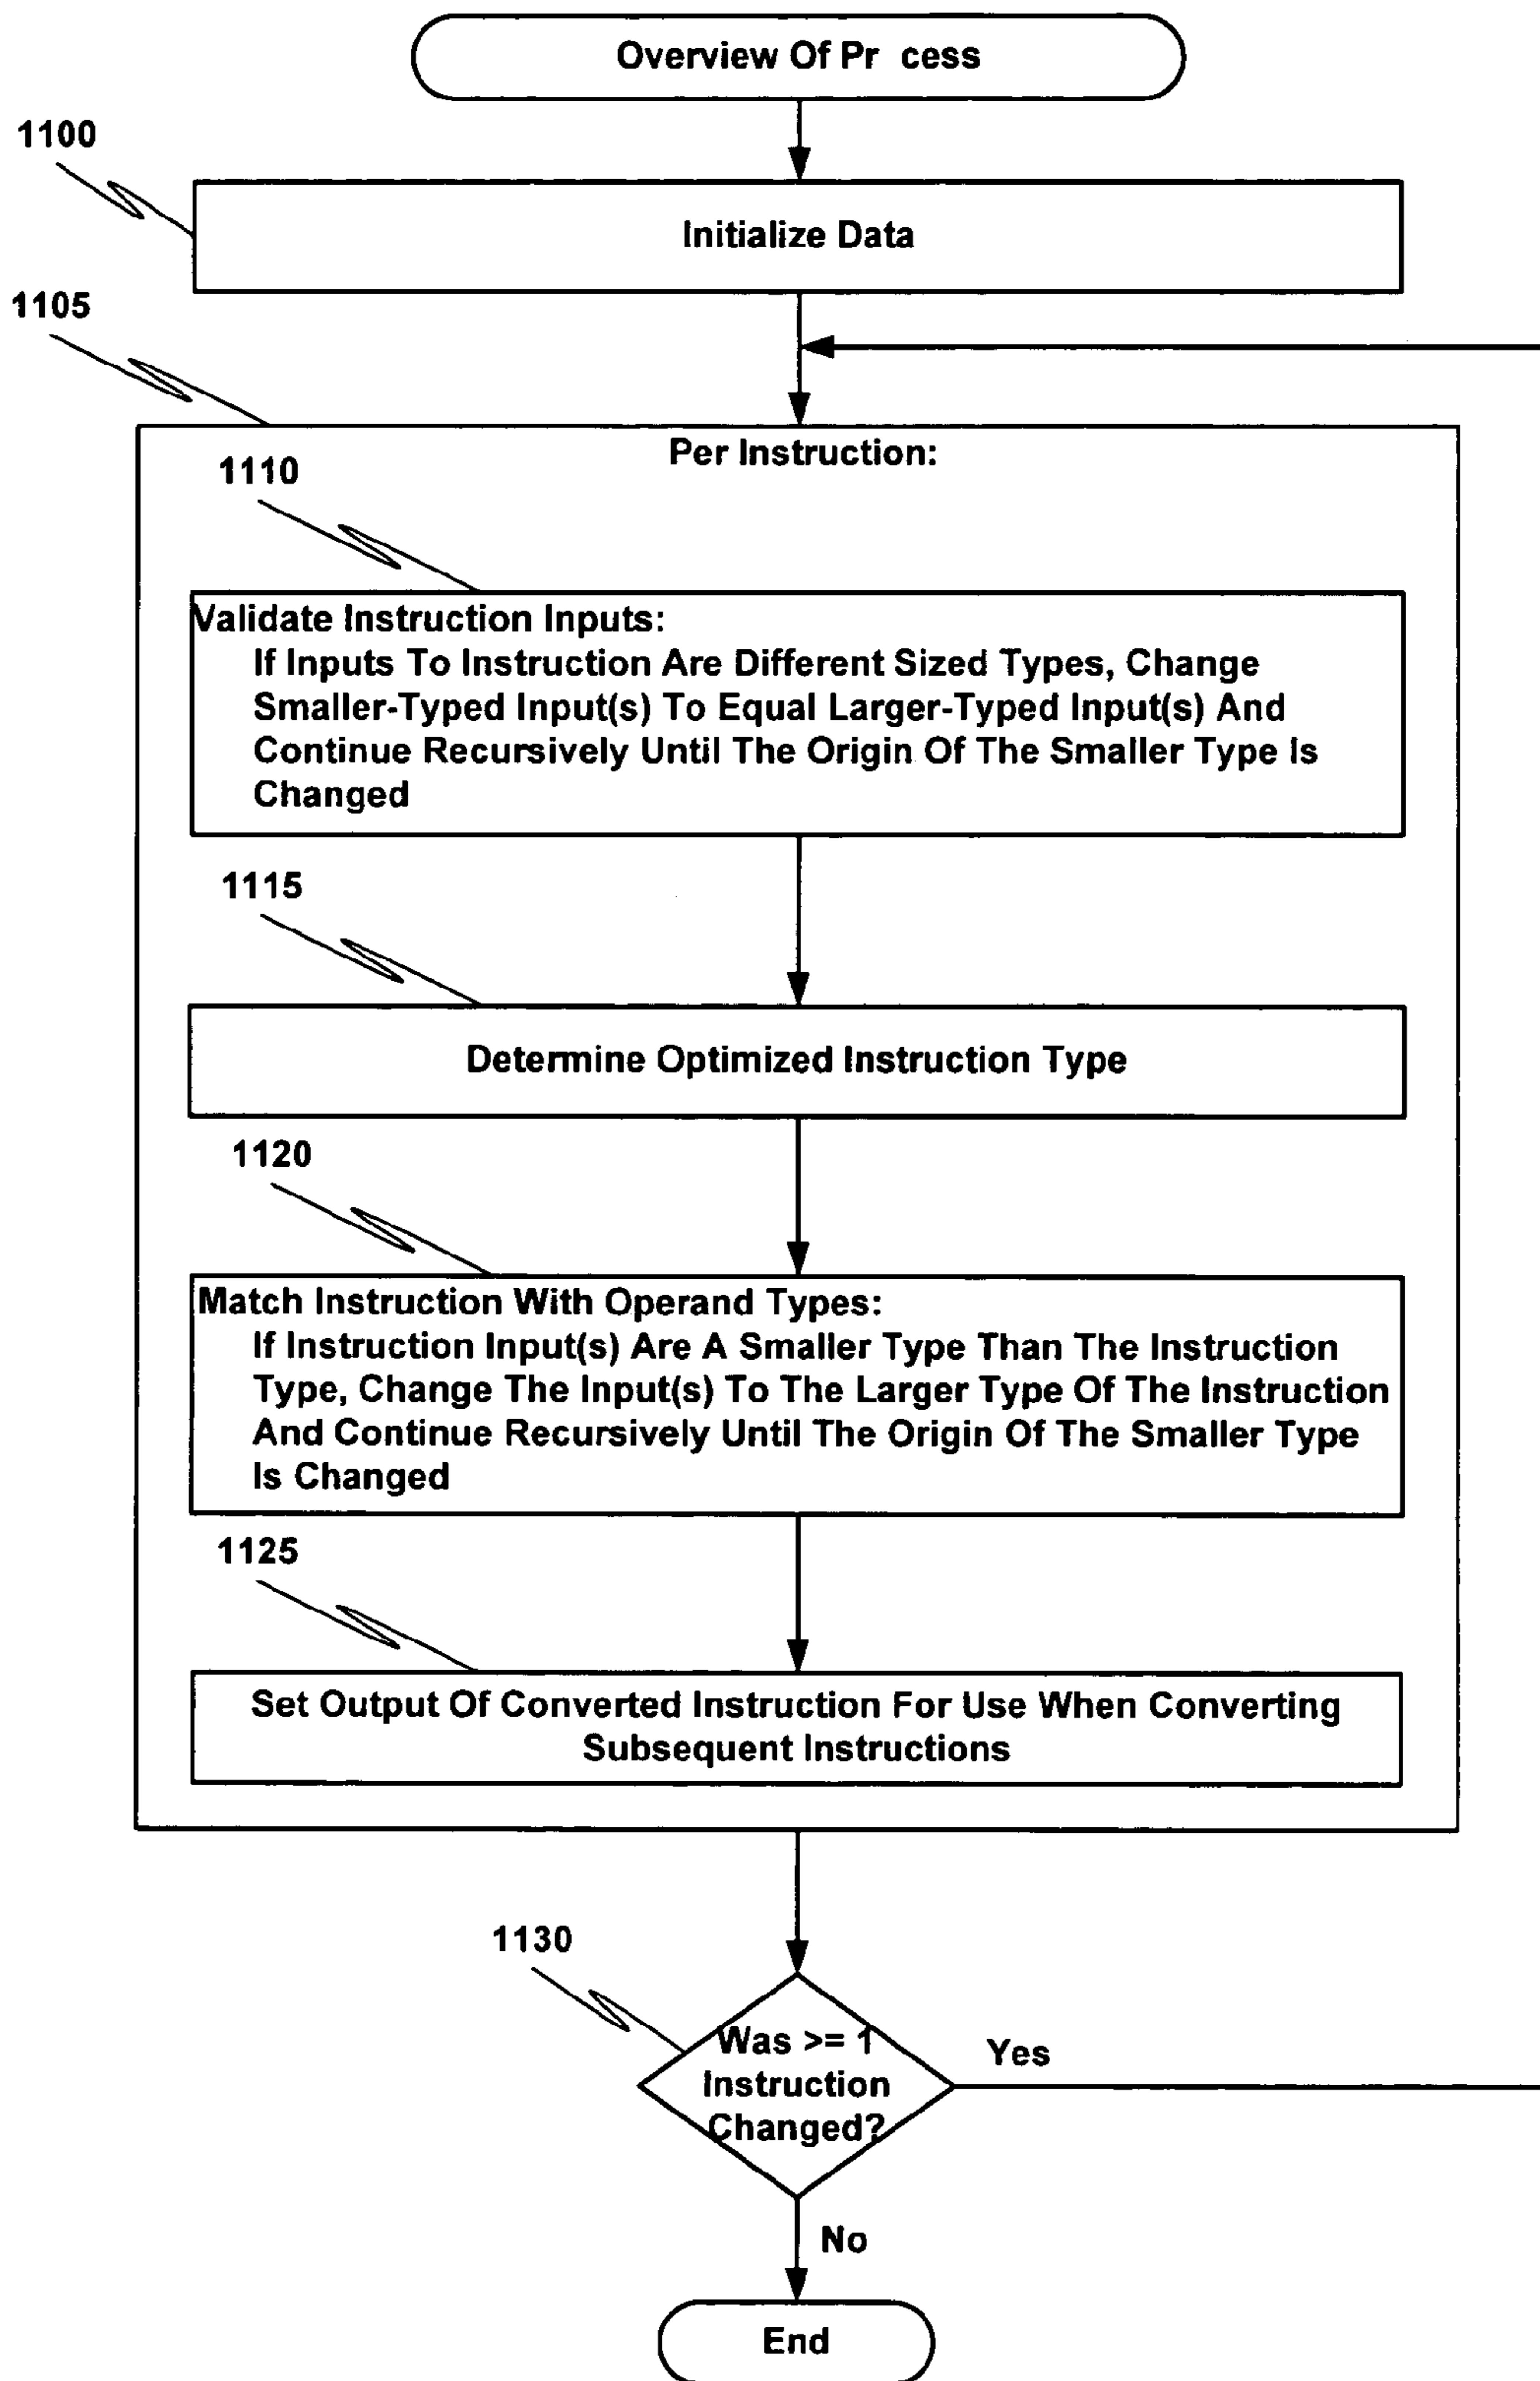 Overview Of Pr cess
1100
Initialize Data
1105
Per Instruction:
1110
Validate Instruction Inputs:
If Inputs To Instruction Are Different Sized Types, Change
Smaller-Typed Input(s) To Equal Larger-Typed Input(s) And
Continue Recursively Until The Origin Of The Smaller Type Is
Changed
1115
Determine Optimized Instruction Type
1120
Match Instruction With Operand Types:
If Instruction Input(s) Are A Smaller Type Than The Instruction
Type, Change The Input(s) To The Larger Type Of The Instruction
And Continue Recursively Until The Origin Of The Smaller Type
Is Changed
1125
Set Output Of Converted Instruction For Use When Converting
Subsequent Instructions
1130
Was >= 1
Instruction
Changed?
Yes
No
End